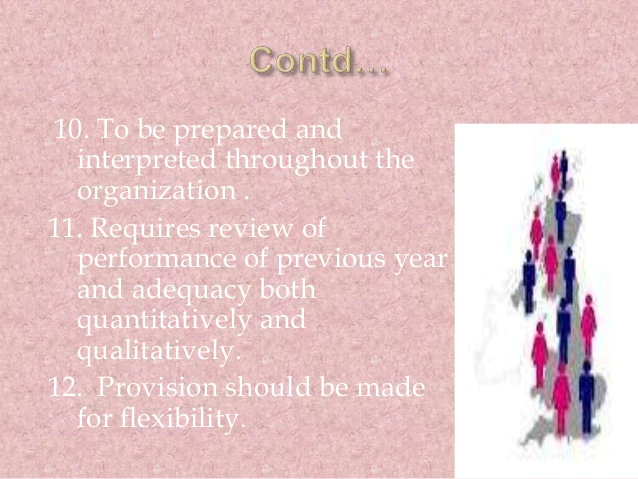 Contd...
10. To be prepared and
interpreted throughout the
organization .
11. Requires review of
performance of previous year
and adequacy both
quantitatively and
qualitatively.
12. Provision should be made
for flexibility.